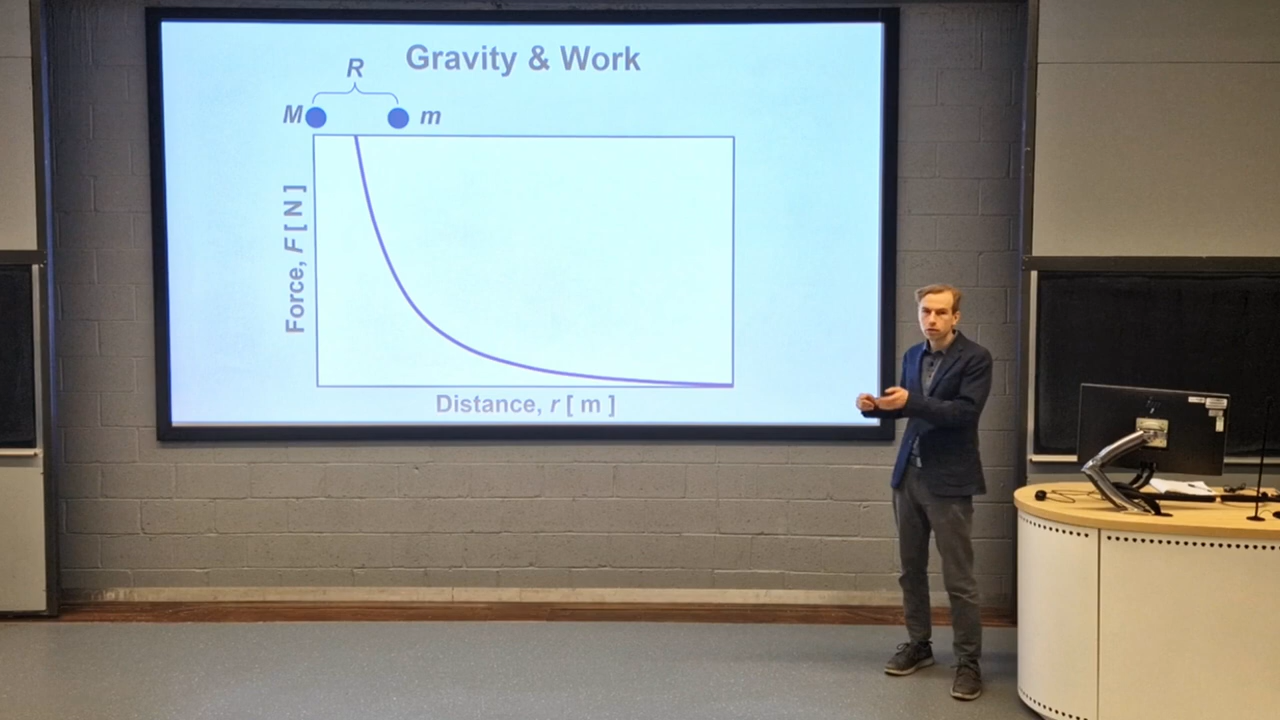 Gravity & Work
R
M m
Force, F [ N ]
Distance, r [ m ]